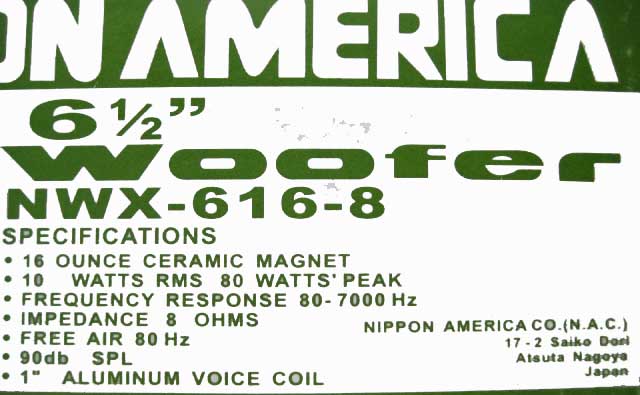 ON AMERICA
6 ½"
Woofer
NWX-616-8
SPECIFICATIONS
• 16 OUNCE CERAMIC MAGNET
• 10 WATTS RMS 80 WATTS' PEAK
• FREQUENCY RESPONSE 80-7000 Hz
• IMPEDANCE 8 OHMS
• FREE AIR 80 Hz
• 90db SPL
• 1" ALUMINUM VOICE COIL
NIPPON AMERICA CO.(N.A.C.)
17-2 Saiko Dori
Atsuta Nagoya
Japan